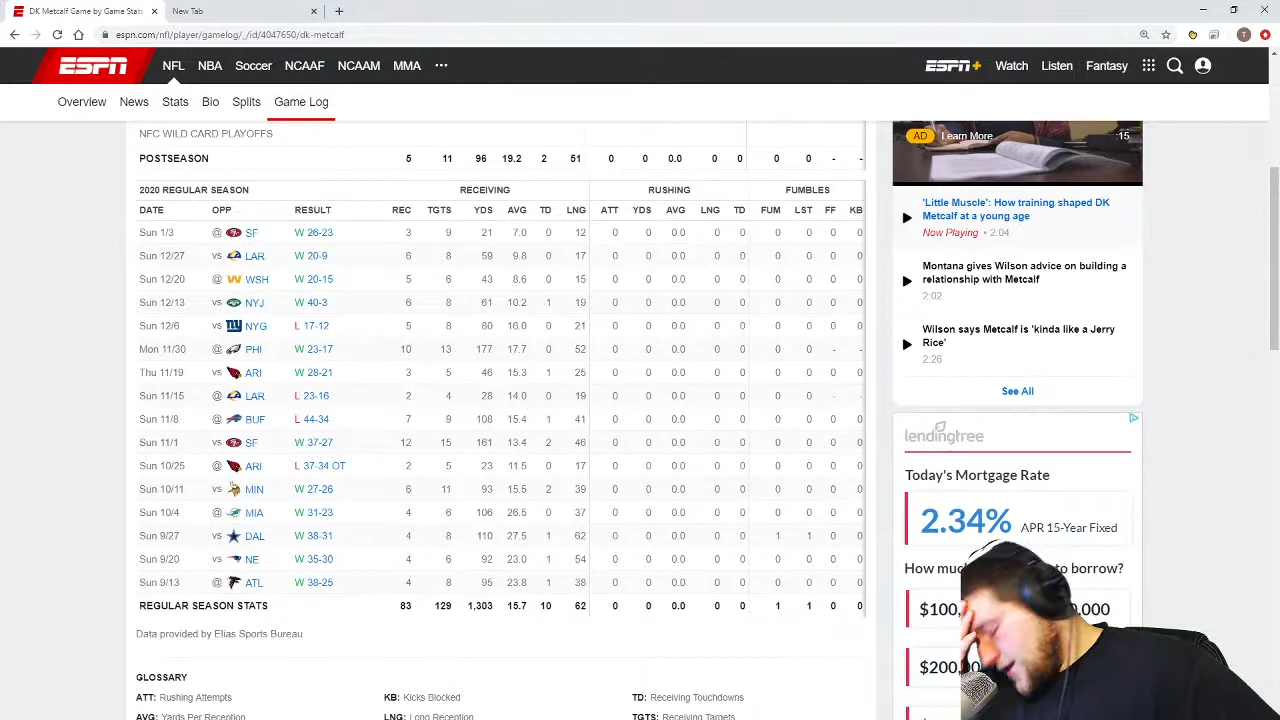 DK Metcalf Game by Game Stats
New Tab
espn.com/nfl/player/gamelog/_/id/4047650/dk-metcalf
T
ESPN NFL NBA Soccer NCAAF NCAAM MMA ••• ESPN+ Watch Listen Fantasy
Overview News Stats Bio Splits Game Log
NFC WILD CARD PLAYOFFS
POSTSEASON 5 11 96 19.2 2 51 0 0 0.0 0 0 0 0 - -
2020 REGULAR SEASON RECEIVING RUSHING FUMBLES
DATE OPP RESULT REC TGTS YDS AVG TD LNG ATT YDS AVG LNG TD FUM LST FF KB
Sun 1/3 @ SF W 26-23 3 9 21 7.0 0 12 0 0 0.0 0 0 0 0 0 0
Sun 12/27 vs LAR W 20-9 6 8 59 9.8 0 17 0 0 0.0 0 0 0 0 0 0
Sun 12/20 @ WSH W 20-15 5 6 43 8.6 0 15 0 0 0.0 0 0 0 0 0 0
Sun 12/13 vs NYJ W 40-3 6 8 61 10.2 1 19 0 0 0.0 0 0 0 0 0 0
Sun 12/6 vs NYG L 17-12 5 8 80 16.0 0 21 0 0 0.0 0 0 0 0 0 0
Mon 11/30 @ PHI W 23-17 10 13 177 17.7 0 52 0 0 0.0 0 0 0 0 - -
Thu 11/19 vs ARI W 28-21 3 5 46 15.3 1 25 0 0 0.0 0 0 0 0 0 0
Sun 11/15 @ LAR L 23-16 2 4 28 14.0 0 19 0 0 0.0 0 0 0 0 - -
Sun 11/8 @ BUF L 44-34 7 9 108 15.4 1 41 0 0 0.0 0 0 0 0 0 0
Sun 11/1 vs SF W 37-27 12 15 161 13.4 2 46 0 0 0.0 0 0 0 0 0 0
Sun 10/25 @ ARI L 37-34 OT 2 5 23 11.5 0 17 0 0 0.0 0 0 0 0 0 0
Sun 10/11 vs MIN W 27-26 6 11 93 15.5 2 39 0 0 0.0 0 0 0 0 0 0
Sun 10/4 @ MIA W 31-23 4 6 106 26.5 0 37 0 0 0.0 0 0 0 0 0 0
Sun 9/27 vs DAL W 38-31 4 8 110 27.5 1 62 0 0 0.0 0 0 1 1 0 0
Sun 9/20 vs NE W 35-30 4 6 92 23.0 1 54 0 0 0.0 0 0 0 0 0 0
Sun 9/13 @ ATL W 38-25 4 8 95 23.8 1 38 0 0 0.0 0 0 0 0 0 0
REGULAR SEASON STATS 83 129 1,303 15.7 10 62 0 0 0.0 0 0 1 1 0 0
Data provided by Elias Sports Bureau
GLOSSARY
ATT: Rushing Attempts KB: Kicks Blocked TD: Receiving Touchdowns
AVG: Yards Per Reception LNG: Long Reception TGTS: Receiving Targets
AD Learn More :15
'Little Muscle': How training shaped DK
Metcalf at a young age
Now Playing • 2:04
Montana gives Wilson advice on building a
relationship with Metcalf
2:02
Wilson says Metcalf is 'kinda like a Jerry
Rice'
2:26
See All
lendingtree
Today's Mortgage Rate
2.34% APR 15-Year Fixed
How to borrow?